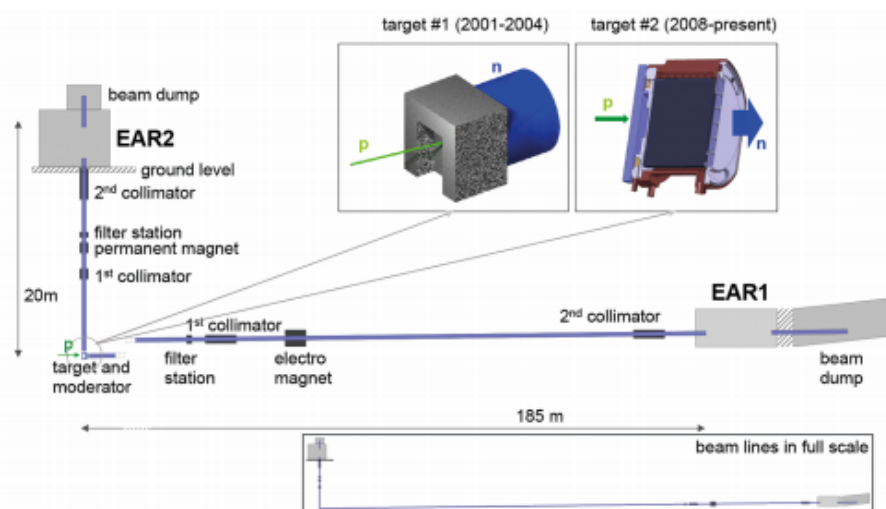 target #1 (2001-2004)
target #2 (2008-present)
n
p
p
n
beam dump
EAR2
ground level
2nd collimator
filter station
permanent magnet
1st collimator
20m
p
target and
moderator
1st collimator
filter
station
electro
magnet
2nd collimator
EAR1
beam
dump
185 m
beam lines in full scale